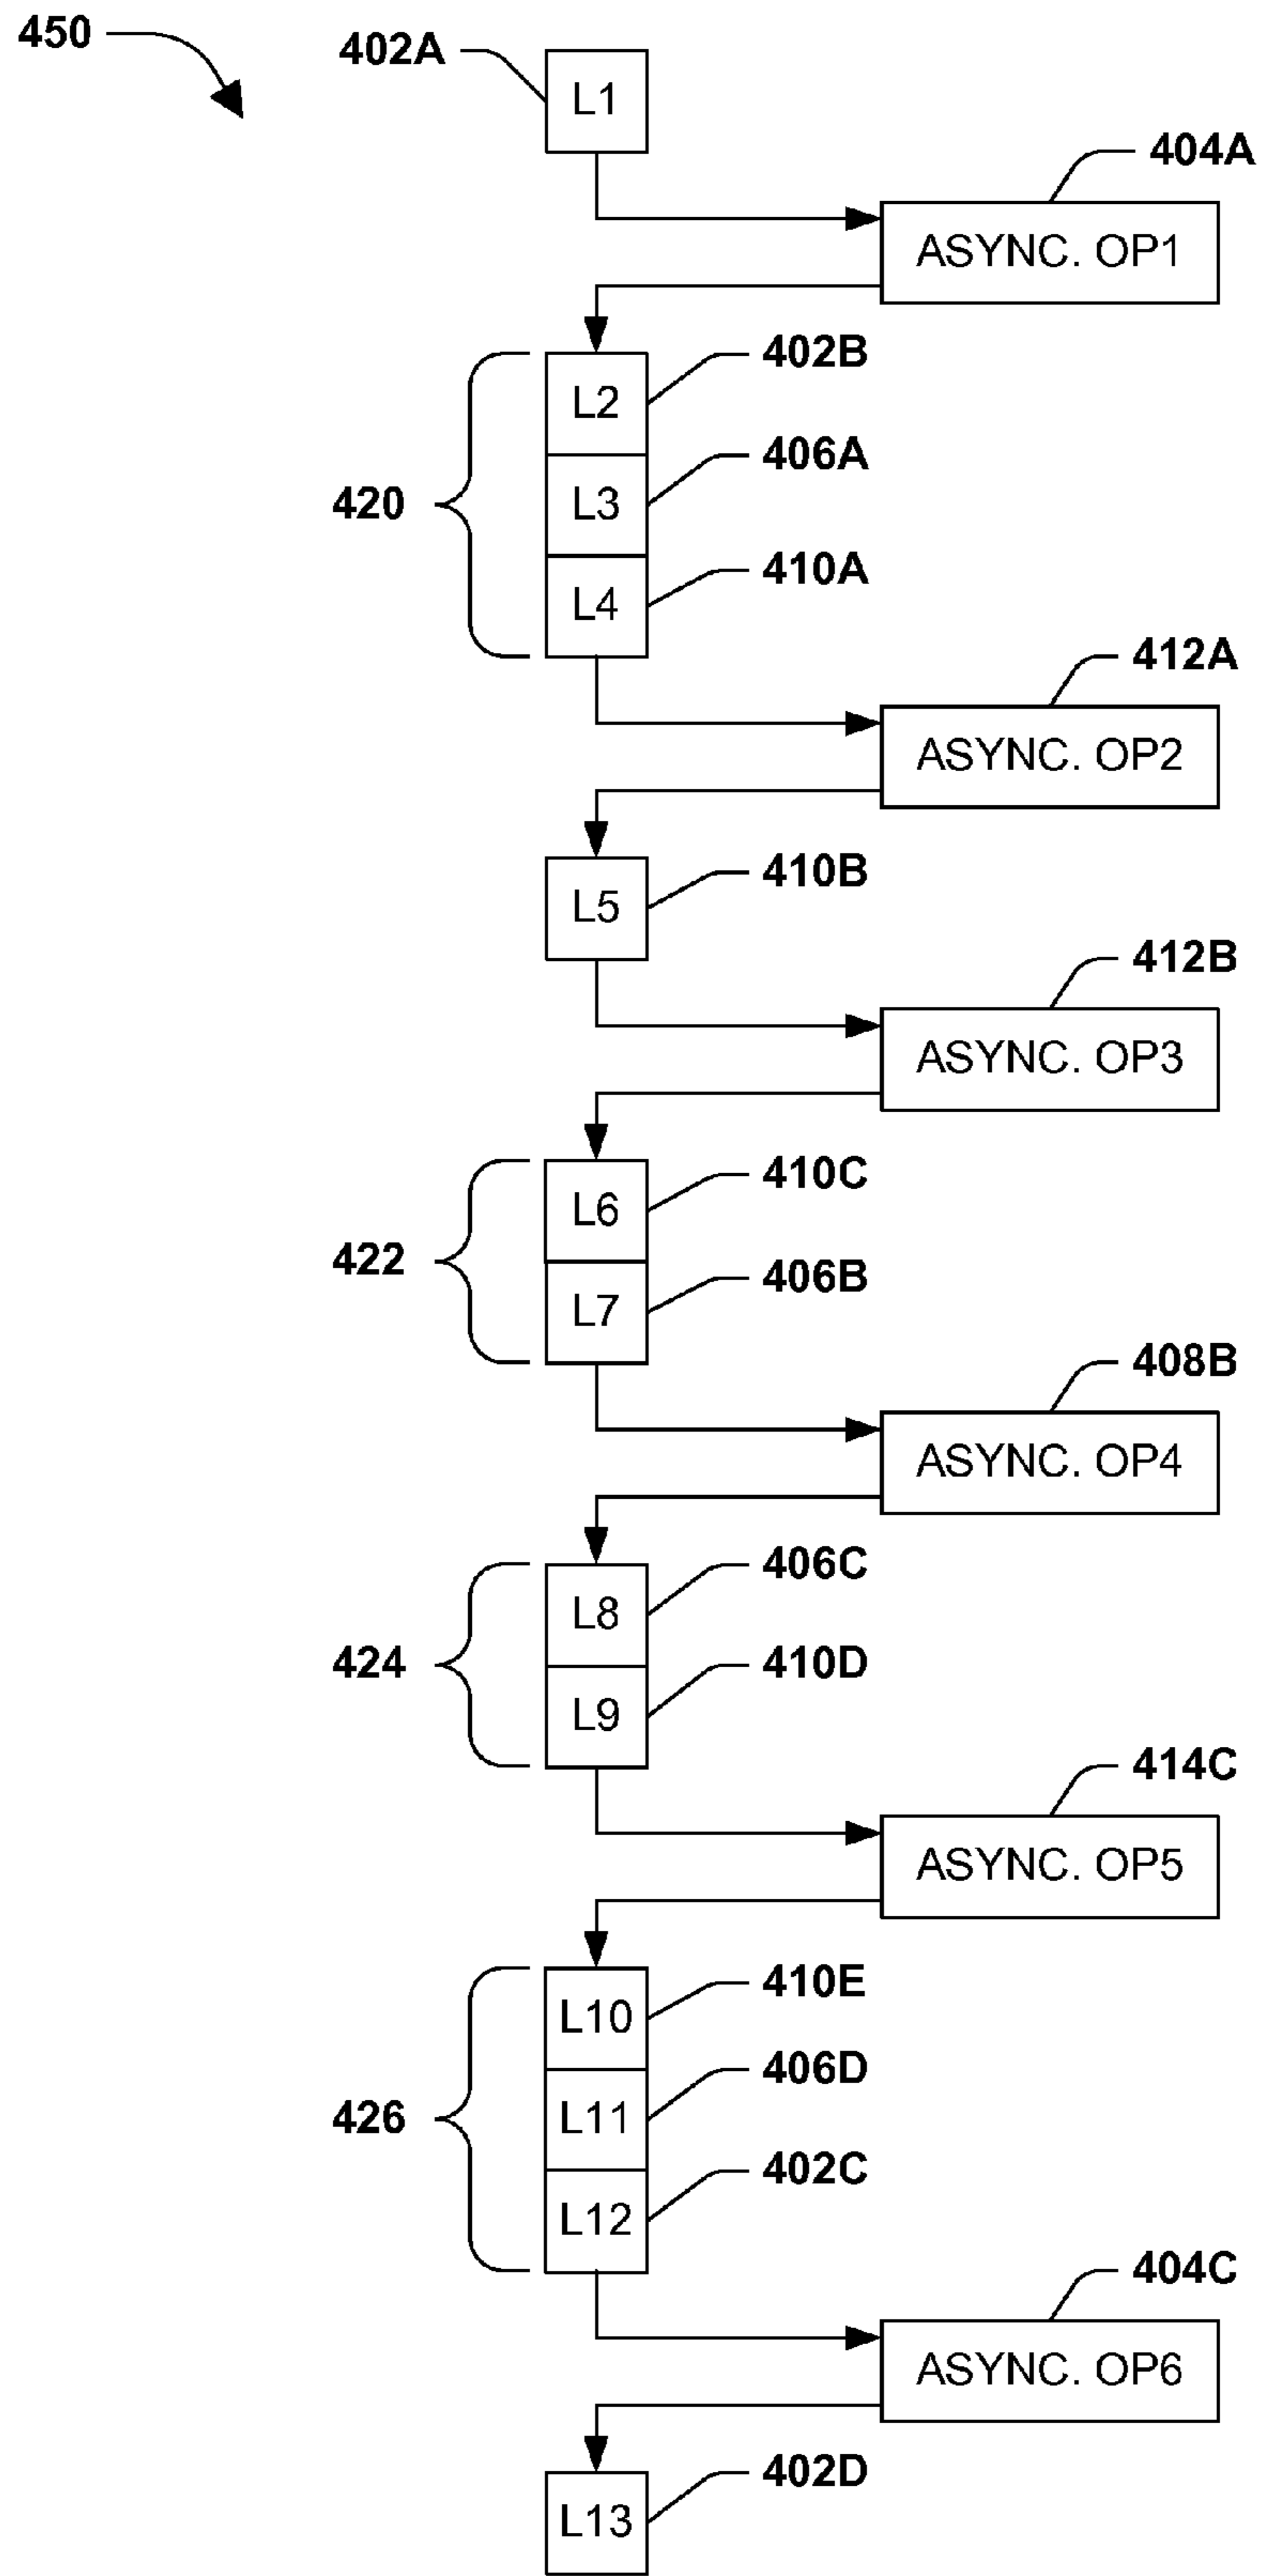 450
402A
L1
404A
ASYNC. OP1
402B
L2
406A
420
L3
410A
L4
412A
ASYNC. OP2
410B
L5
412B
ASYNC. OP3
410C
L6
422
406B
L7
408B
ASYNC. OP4
406C
L8
424
410D
L9
414C
ASYNC. OP5
410E
L10
406D
426
L11
402C
L12
404C
ASYNC. OP6
402D
L13